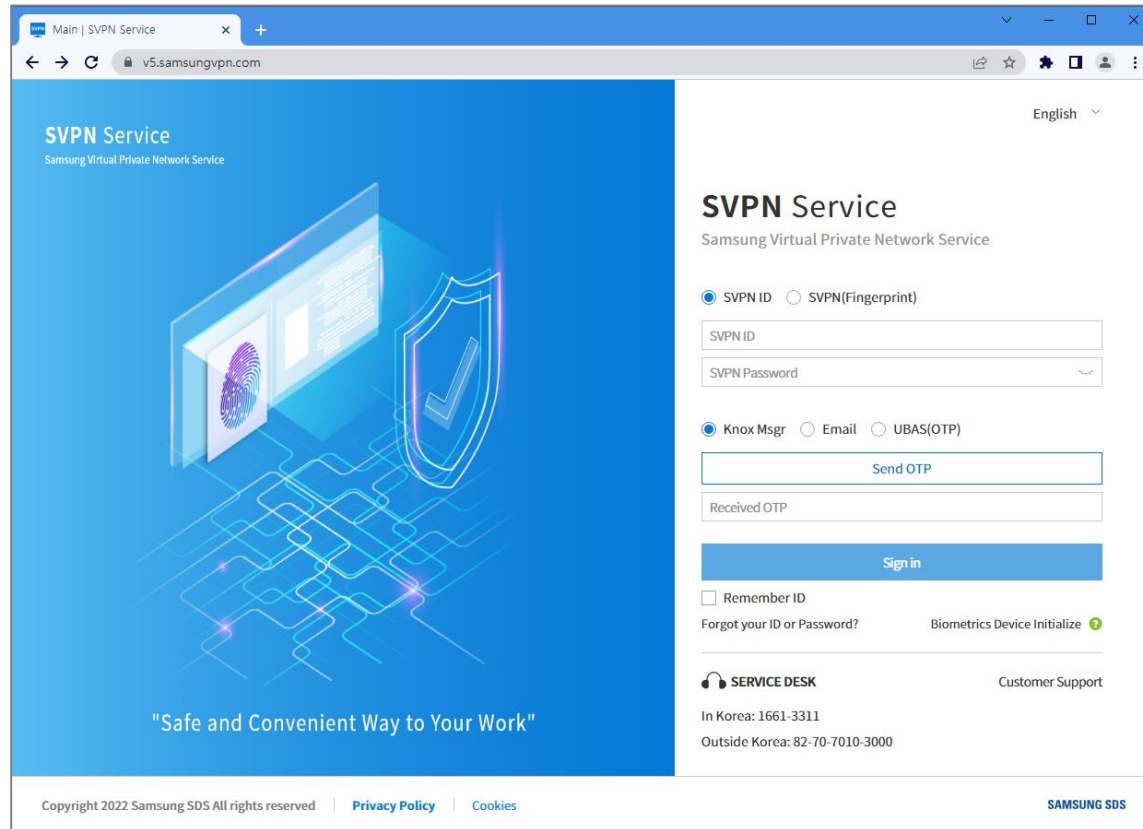 SVPN
Main | SVPN Service
v5.samsungvpn.com
SVPN Service
Samsung Virtual Private Network Service
"Safe and Convenient Way to Your Work"
English
SVPN Service
Samsung Virtual Private Network Service
SVPN ID SVPN(Fingerprint)
SVPN ID
SVPN Password
Knox Msgr Email UBAS(OTP)
Send OTP
Received OTP
Sign in
Remember ID
Forgot your ID or Password? Biometrics Device Initialize ?
SERVICE DESK Customer Support
In Korea: 1661-3311
Outside Korea: 82-70-7010-3000
Copyright 2022 Samsung SDS All rights reserved Privacy Policy Cookies SAMSUNG SDS